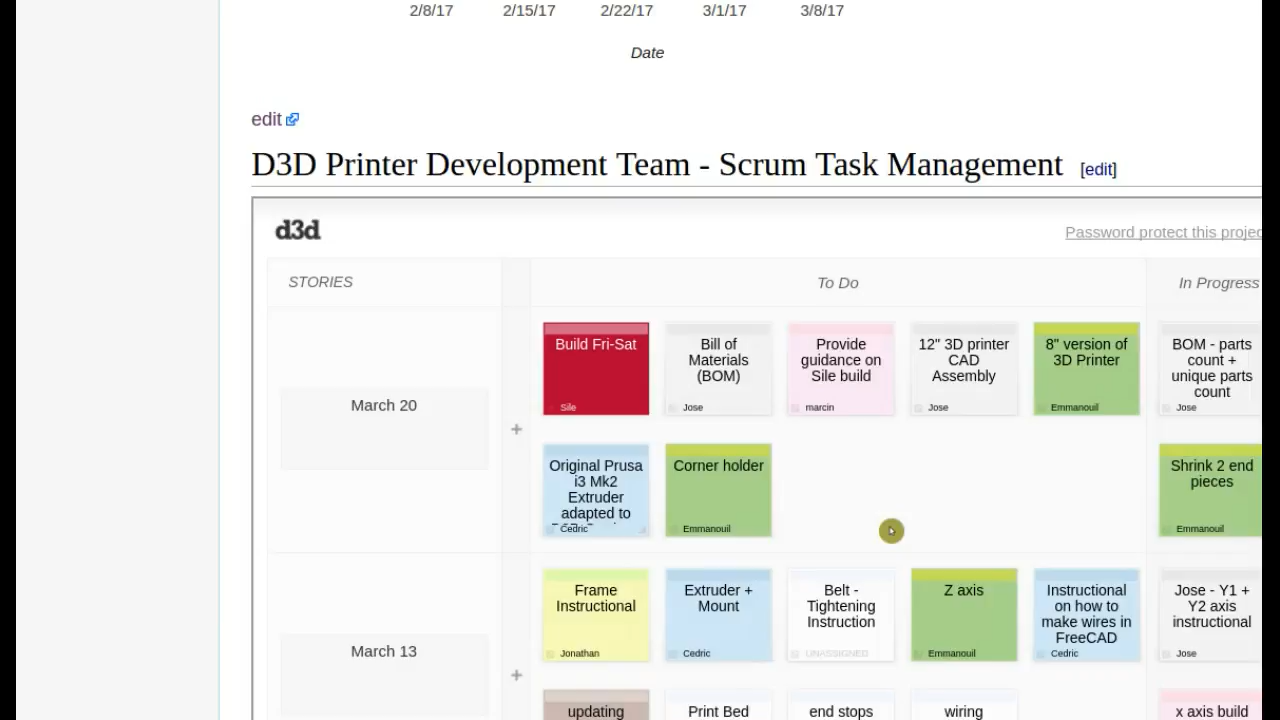 2/8/17 2/15/17 2/22/17 3/1/17 3/8/17
Date
edit
D3D Printer Development Team - Scrum Task Management [edit]
d3d
Password protect this projec
STORIES
To Do
In Progress
March 20
+
Build Fri-Sat
Sile
Bill of
Materials
(BOM)
Jose
Provide
guidance on
Sile build
marcin
12" 3D printer
CAD
Assembly
Jose
8" version of
3D Printer
Emmanouil
BOM - parts
count +
unique parts
count
Jose
Original Prusa
i3 Mk2
Extruder
adapted to
Cedric
Corner holder
Emmanouil
Shrink 2 end
pieces
Emmanouil
March 13
+
Frame
Instructional
Jonathan
Extruder +
Mount
Cedric
Belt -
Tightening
Instruction
UNASSIGNED
Z axis
Emmanouil
Instructional
on how to
make wires in
FreeCAD
Cedric
Jose - Y1 +
Y2 axis
instructional
Jose
updating
Print Bed
end stops
wiring
x axis build